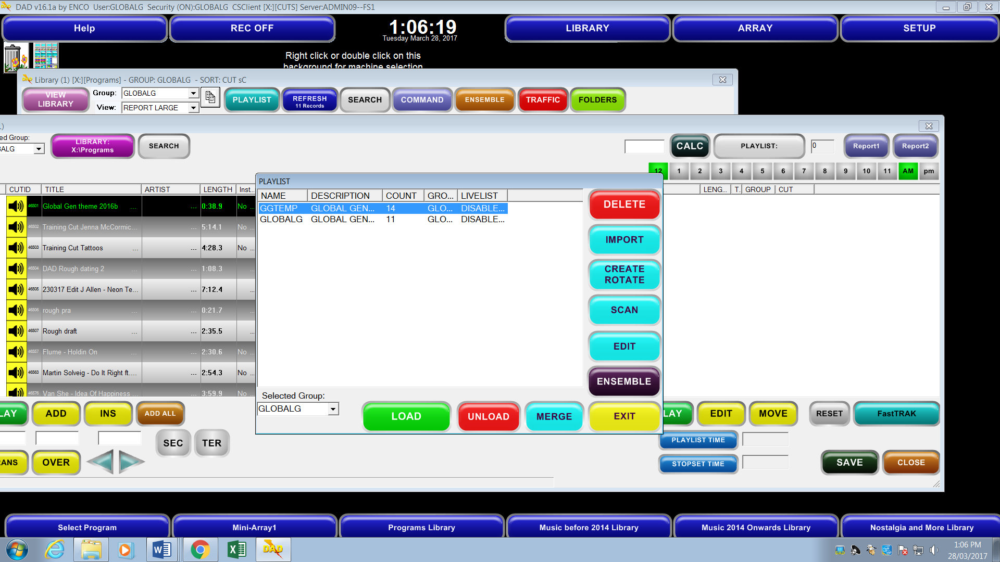 DAD v16.1a by ENCO  User:GLOBALG  Security (ON):GLOBALG  CSClient [X:][CUTS] Server:ADMIN09--FS1
Help
REC OFF
1:06:19
Tuesday March 28, 2017
LIBRARY
ARRAY
SETUP
Right click or double click on this
background for machine selection
Library (1) [X:][Programs] - GROUP: GLOBALG  - SORT: CUT sC
VIEW
LIBRARY
Group:
GLOBALG
View:
REPORT LARGE
PLAYLIST
REFRESH
11 Records
SEARCH
COMMAND
ENSEMBLE
TRAFFIC
FOLDERS
ed Group:
ALG
LIBRARY:
X:\Programs
SEARCH
CALC
PLAYLIST:
0
Report1
Report2
12 1 2 3 4 5 6 7 8 9 10 11 AM pm
CUTID TITLE ARTIST LENGTH Inst...
46501 Global Gen theme 2016b ... ... 0:38.9 No ...
46502 Training Cut Jenna McCormic... ... 5:14.1 No ...
46503 Training Cut Tattoos ... ... 4:28.3 No ...
46504 DAD Rough dating 2 ... ... 1:08.3 ...
46505 230317 Edit J Allen - Neon Te... ... 7:12.4 ...
46506 rough pra ... ... 0:21.7 ...
46507 Rough draft ... ... 2:35.5 ...
46557 Flume - Holdin On ... ... 2:30.6 No ...
46563 Martin Solveig - Do It Right ft.... ... 2:54.3 No ...
46576 Van She - Idea Of Happiness ... 3:59.9 No ...
LENG... T. GROUP CUT
PLAYLIST
NAME DESCRIPTION COUNT GRO... LIVELIST
GGTEMP GLOBAL GEN... 14 GLO... DISABLE...
GLOBALG GLOBAL GEN... 11 GLO... DISABLE...
DELETE
IMPORT
CREATE
ROTATE
SCAN
EDIT
ENSEMBLE
Selected Group:
GLOBALG
LOAD
UNLOAD
MERGE
EXIT
LAY
ADD
INS
ADD ALL
SEC
TER
ANS
OVER
LAY
EDIT
MOVE
RESET
FastTRAK
PLAYLIST TIME
STOPSET TIME
SAVE
CLOSE
Select Program
Mini-Array1
Programs Library
Music before 2014 Library
Music 2014 Onwards Library
Nostalgia and More Library
DAD
DAD
1:06 PM
28/03/2017